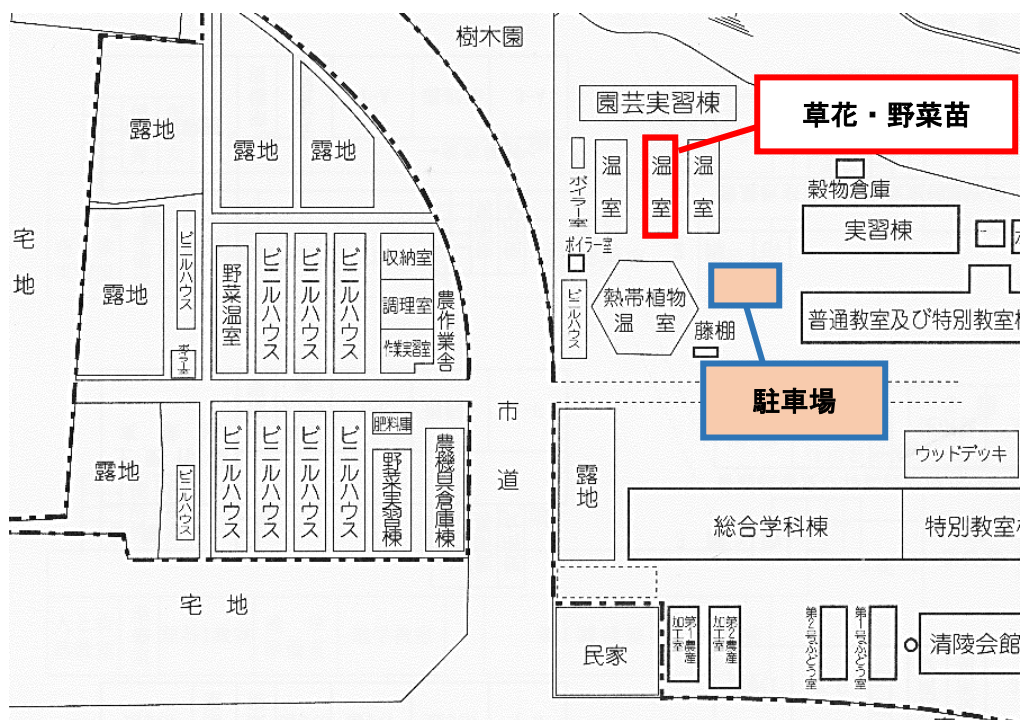 樹木園
園芸実習棟
草花・野菜苗
露地
露地
露地
ボイラー室
温室
温室
温室
穀物倉庫
実習棟
ボイラー室
宅地
露地
ビニルハウス
野菜温室
ビニルハウス
ビニルハウス
ビニルハウス
収納室
調理室
作業実習室
農作業舎
ビニルハウス
熱帯植物
温室
藤棚
普通教室及び特別教室
ボイラー室
駐車場
市道
露地
ビニルハウス
ビニルハウス
ビニルハウス
ビニルハウス
ビニルハウス
肥料庫
野菜実習棟
農機具倉庫棟
露地
ウッドデッキ
総合学科棟
特別教室
宅地
民家
第1農産
加工室
第2農産
加工室
第2号ぶどう室
第1号ぶどう室
清陵会館